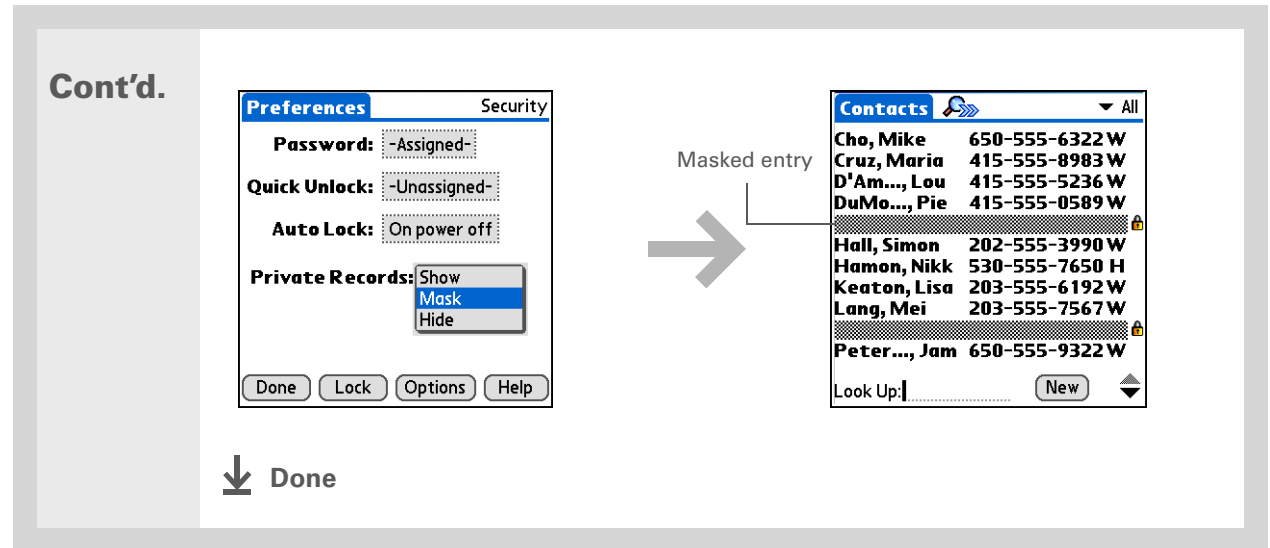 Cont’d.
Preferences Security
Password: -Assigned-
Quick Unlock: -Unassigned-
Auto Lock: On power off
Private Records: Show
Mask
Hide
Done Lock Options Help
Masked entry
Contacts All
Cho, Mike 650-555-6322 W
Cruz, Maria 415-555-8983 W
D'Am..., Lou 415-555-5236 W
DuMo..., Pie 415-555-0589 W
Hall, Simon 202-555-3990 W
Hamon, Nikk 530-555-7650 H
Keaton, Lisa 203-555-6192 W
Lang, Mei 203-555-7567 W
Peter..., Jam 650-555-9322 W
Look Up: New
Done